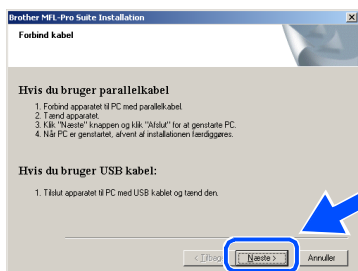 Brother MFL-Pro Suite Installation
Forbind kabel
Hvis du bruger parallelkabel
1. Forbind apparatet til PC med parallelkabel.
2. Tænd apparatet.
3. Klik "Næste" knappen og klik "Afslut" for at genstarte PC.
4. Når PC er genstartet, afvent af installationen færdiggøres.
Hvis du bruger USB kabel:
1. Tilslut apparatet til PC med USB kablet og tænd den.
< Tilbage Næste > Annuller